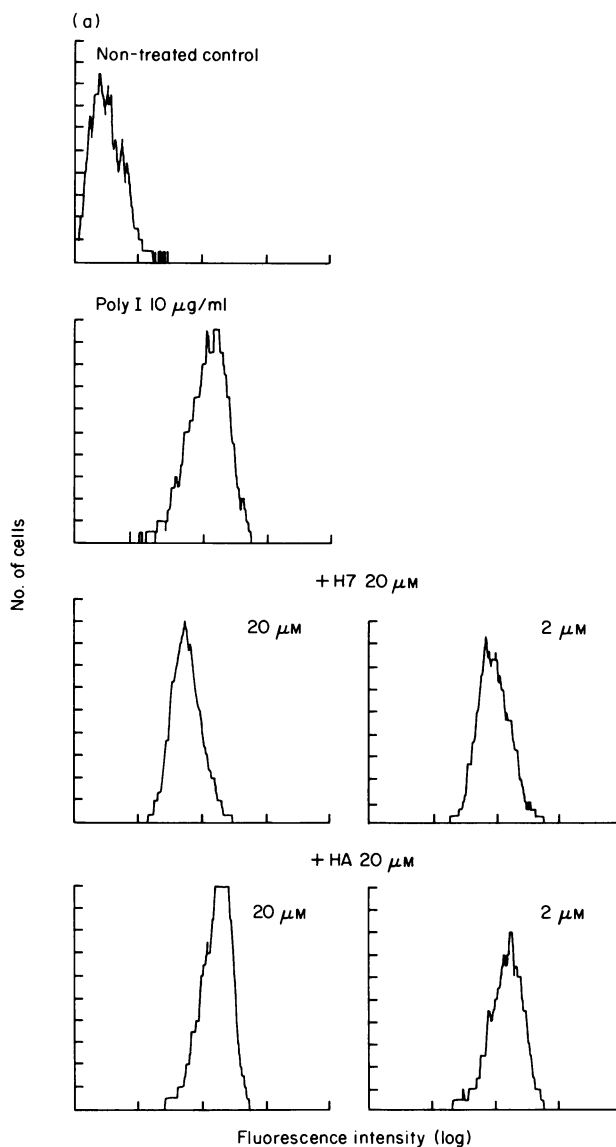 (a)
Non-treated control
Poly I 10 μg/ml
No. of cells
+ H7 20 μM
20 μM
2 μM
+ HA 20 μM
20 μM
2 μM
Fluorescence intensity (log)